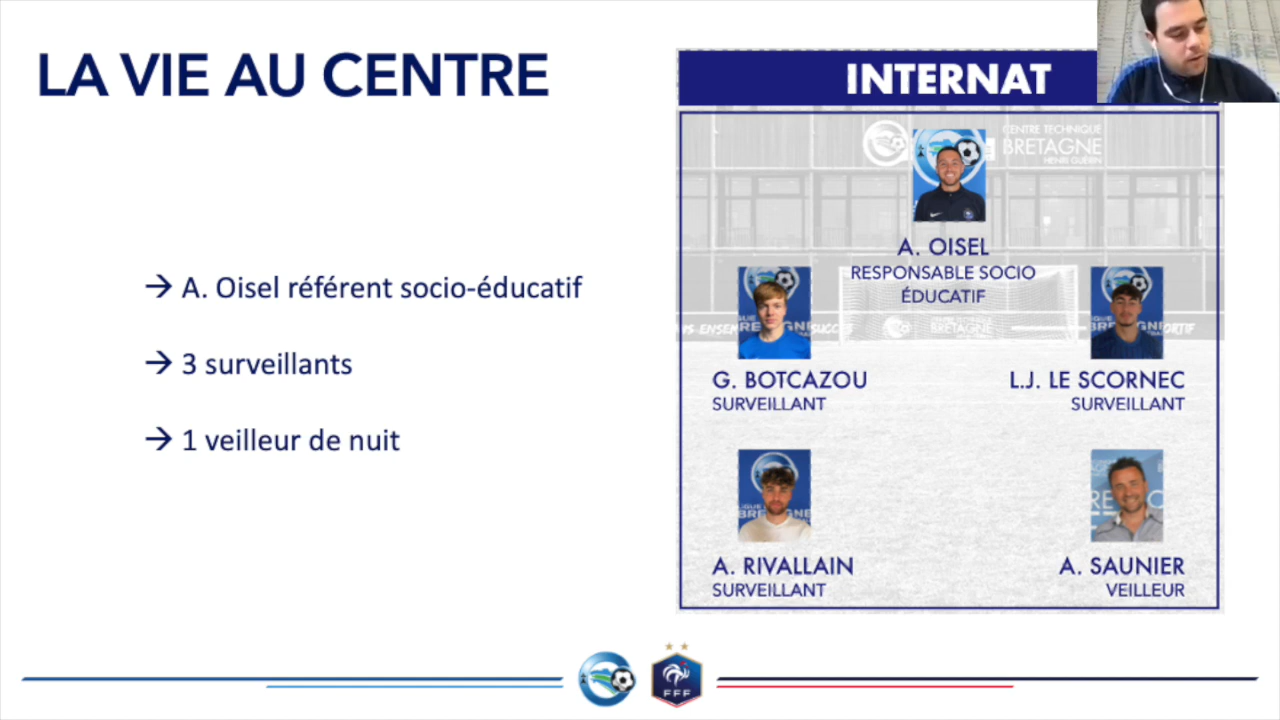 LA VIE AU CENTRE
INTERNAT
CENTRE TECHNIQUE
BRETAGNE
HENRI GUÉRIN
A. OISEL
RESPONSABLE SOCIO
ÉDUCATIF
→ A. Oisel référent socio-éducatif
→ 3 surveillants
→ 1 veilleur de nuit
G. BOTCAZOU
SURVEILLANT
L.J. LE SCORNEC
SURVEILLANT
A. RIVALLAIN
SURVEILLANT
A. SAUNIER
VEILLEUR
FFF